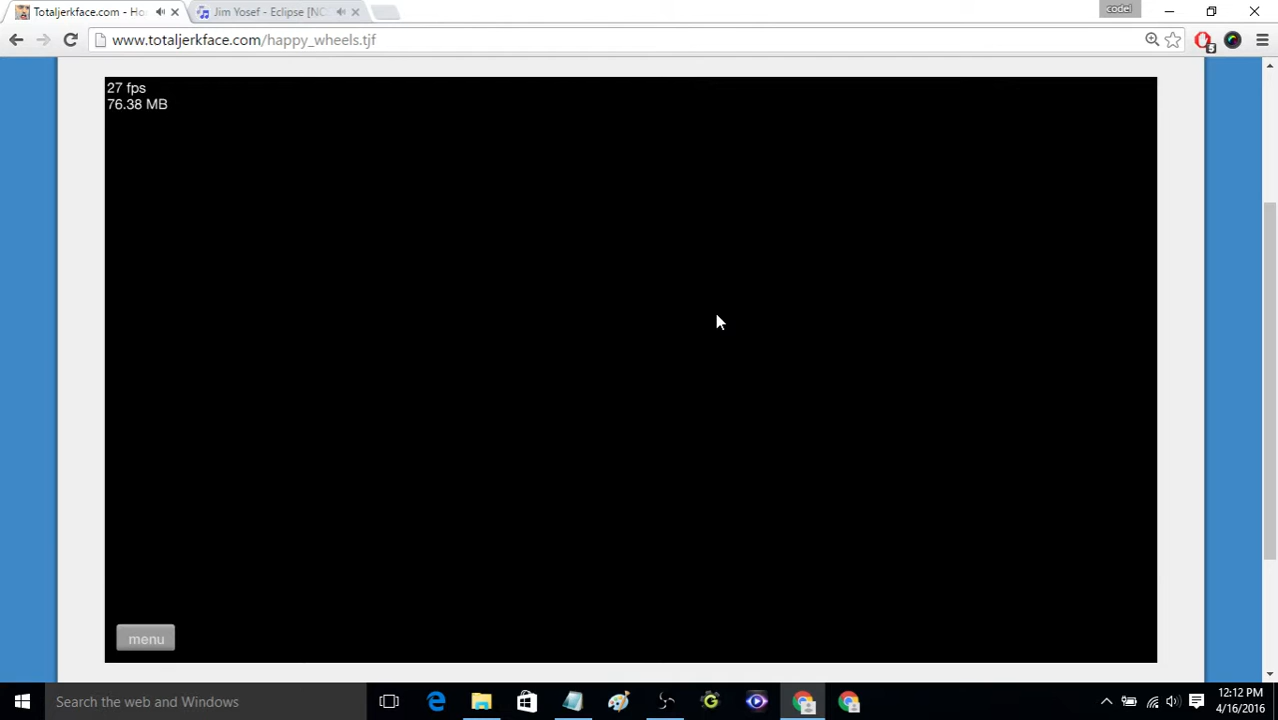 Totaljerkface.com - Ho
Jim Yosef - Eclipse [NC
codel
www.totaljerkface.com/happy_wheels.tjf
5
27 fps
76.38 MB
menu
Search the web and Windows
12:12 PM
4/16/2016